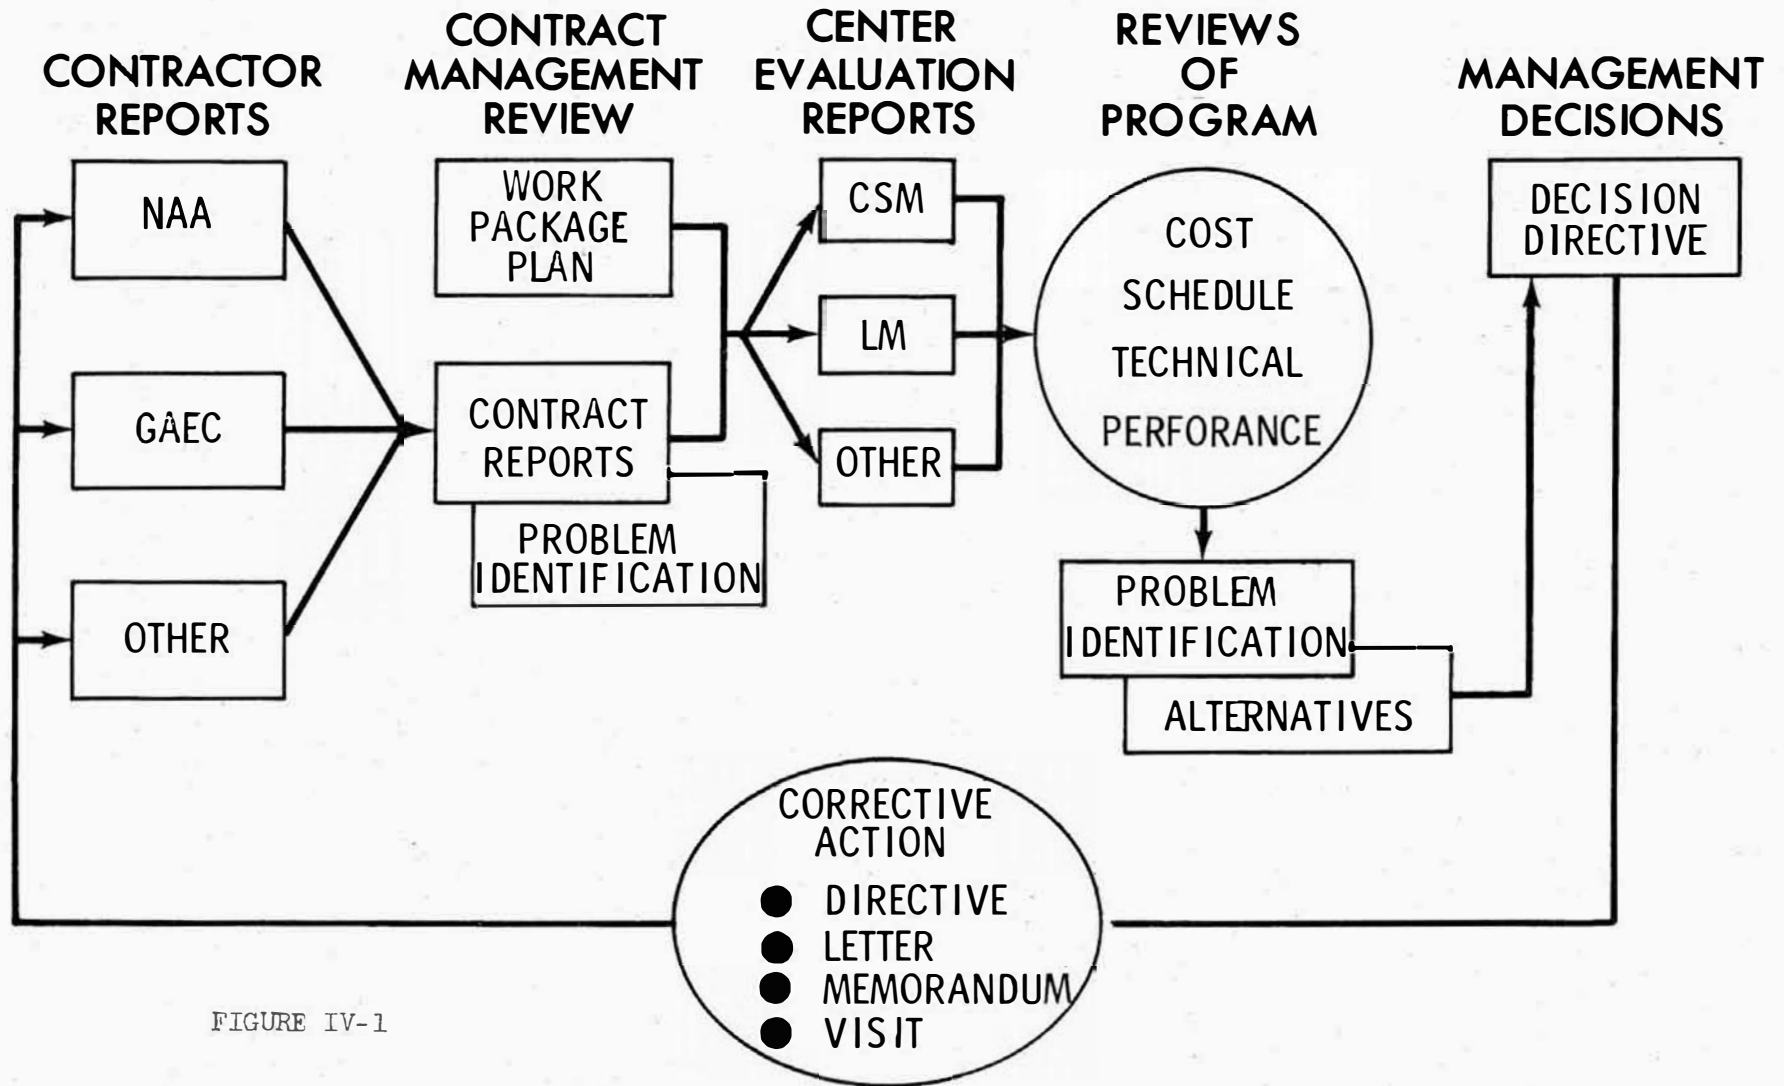 CONTRACTOR
REPORTS
NAA
GAEC
OTHER
CONTRACT
MANAGEMENT
REVIEW
WORK
PACKAGE
PLAN
CONTRACT
REPORTS
PROBLEM
IDENTIFICATION
CENTER
EVALUATION
REPORTS
CSM
LM
OTHER
REVIEWS
OF
PROGRAM
COST
SCHEDULE
TECHNICAL
PERFORANCE
PROBLEM
IDENTIFICATION
ALTERNATIVES
MANAGEMENT
DECISIONS
DECISION
DIRECTIVE
CORRECTIVE
ACTION
● DIRECTIVE
● LETTER
● MEMORANDUM
● VISIT
FIGURE IV-1